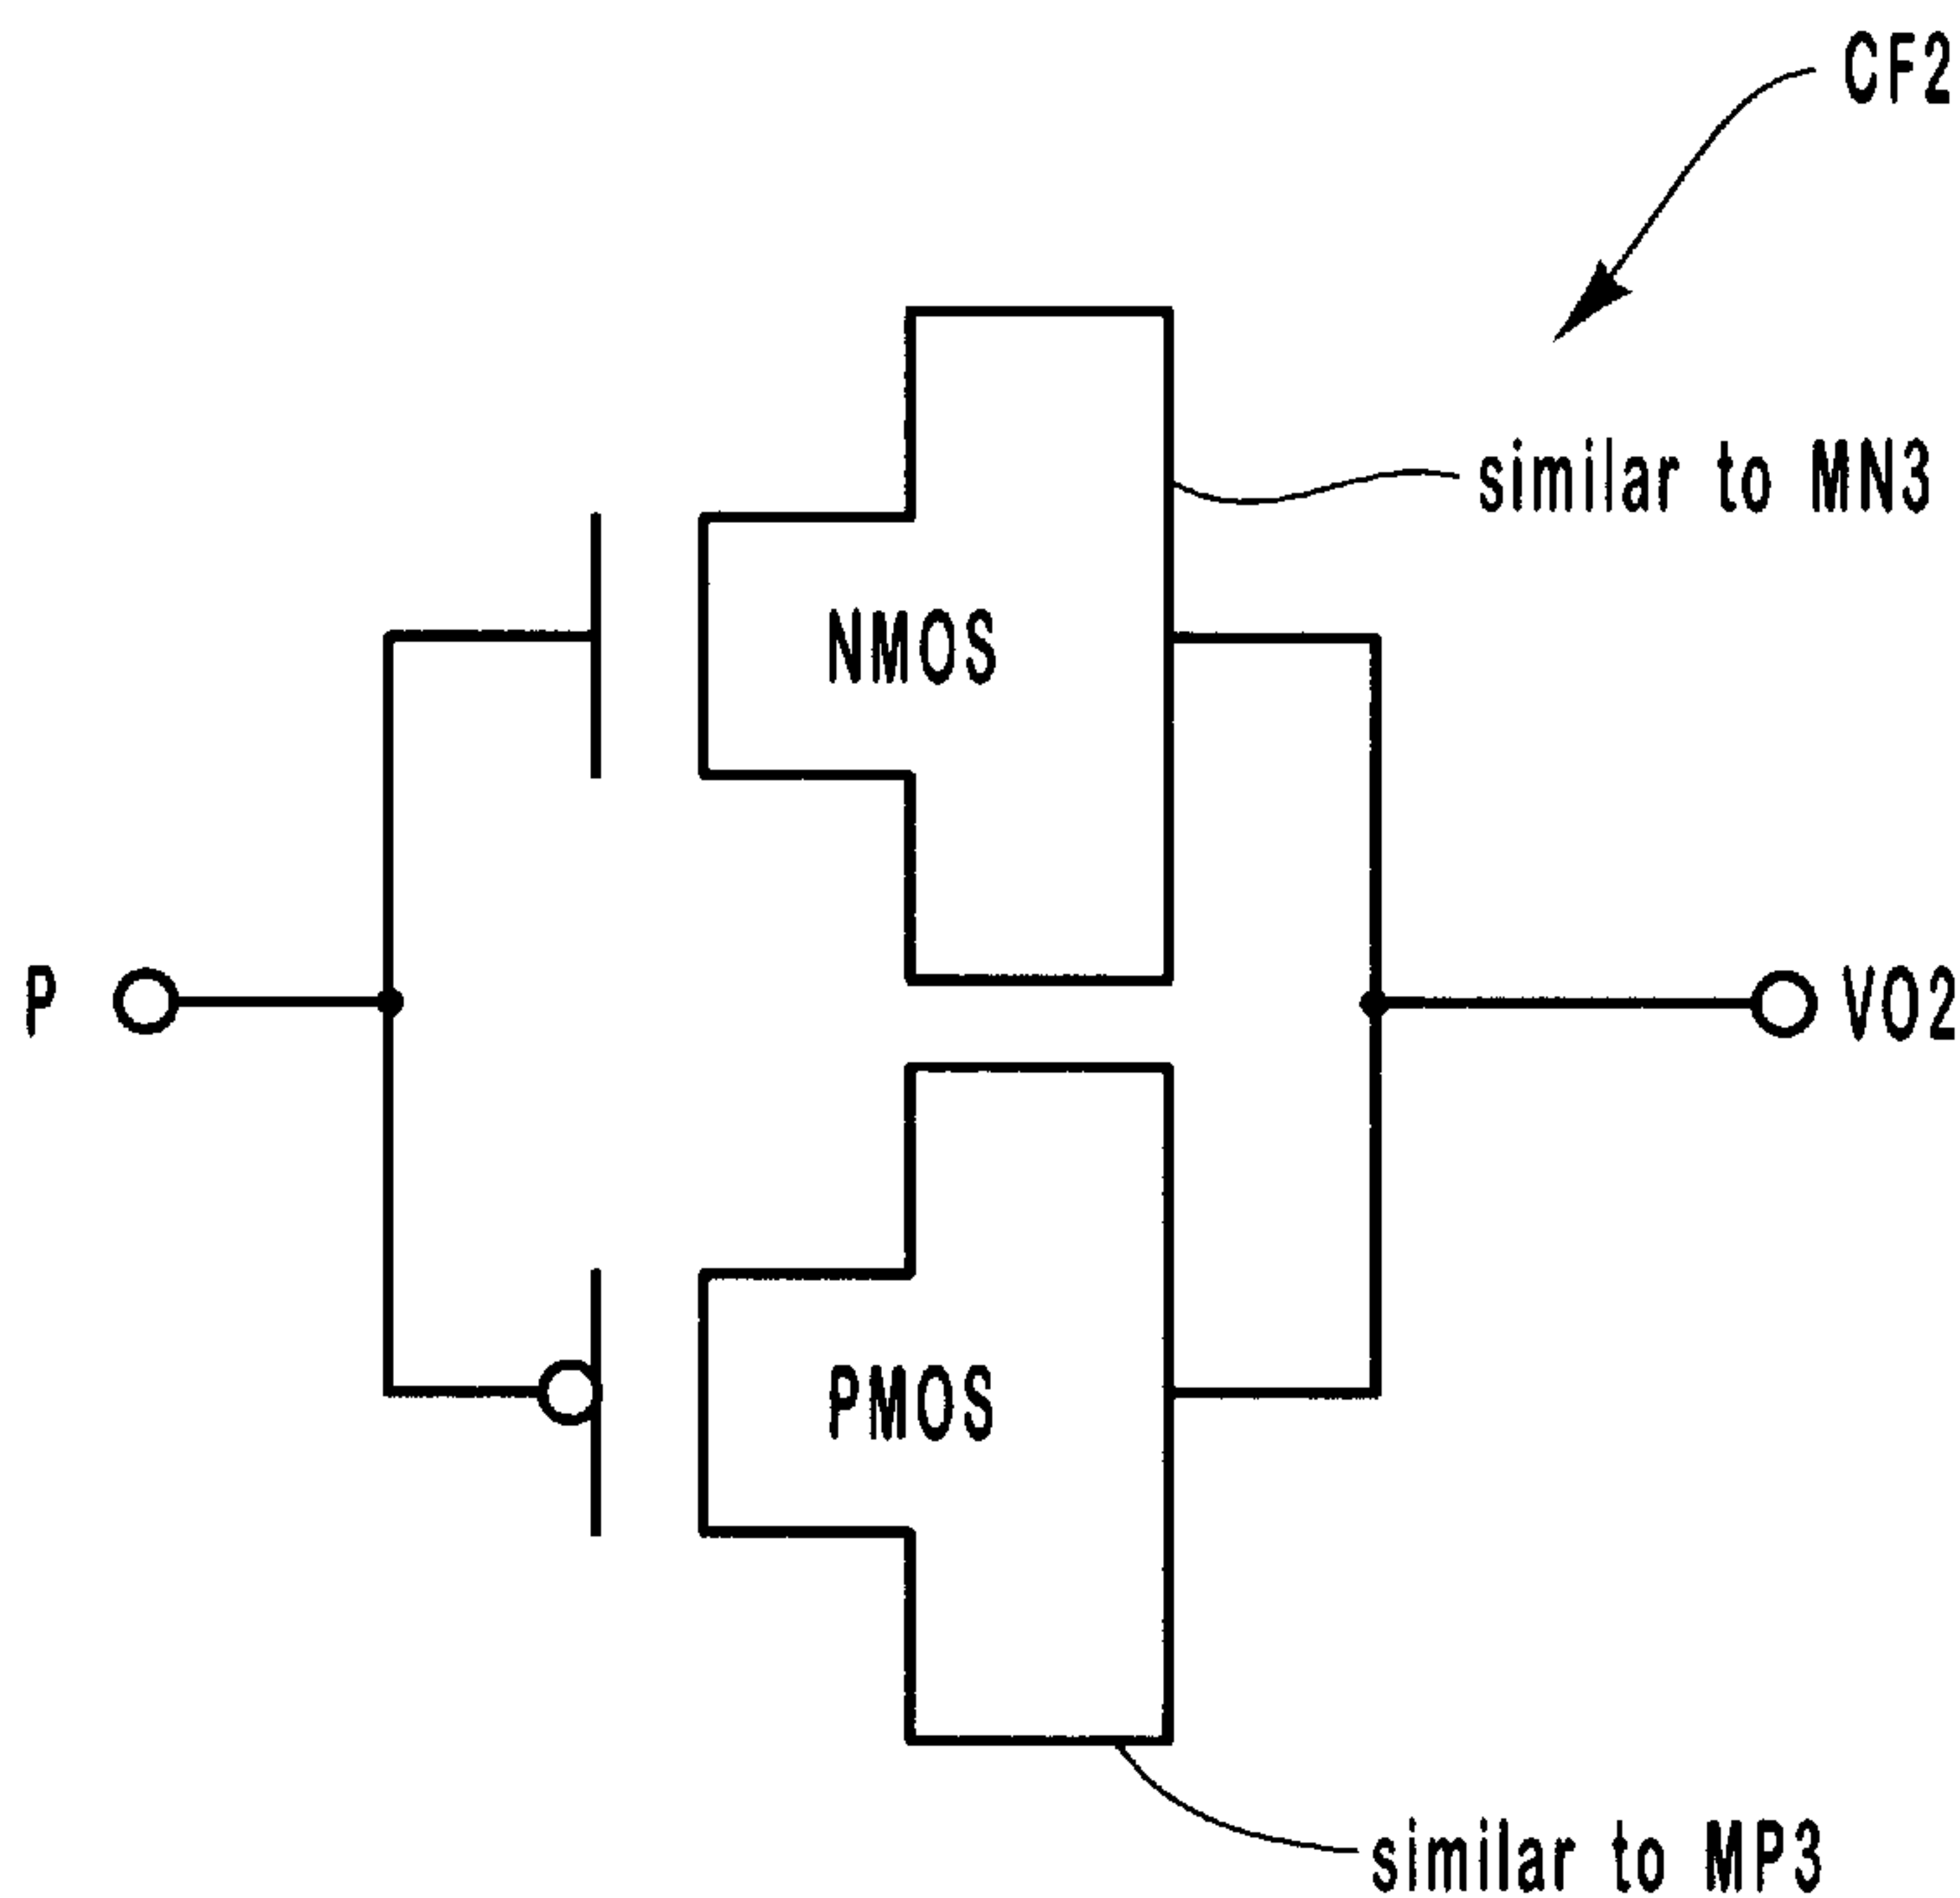 CF2
similar to MN3
NMOS
P
VO2
PMOS
similar to MP3